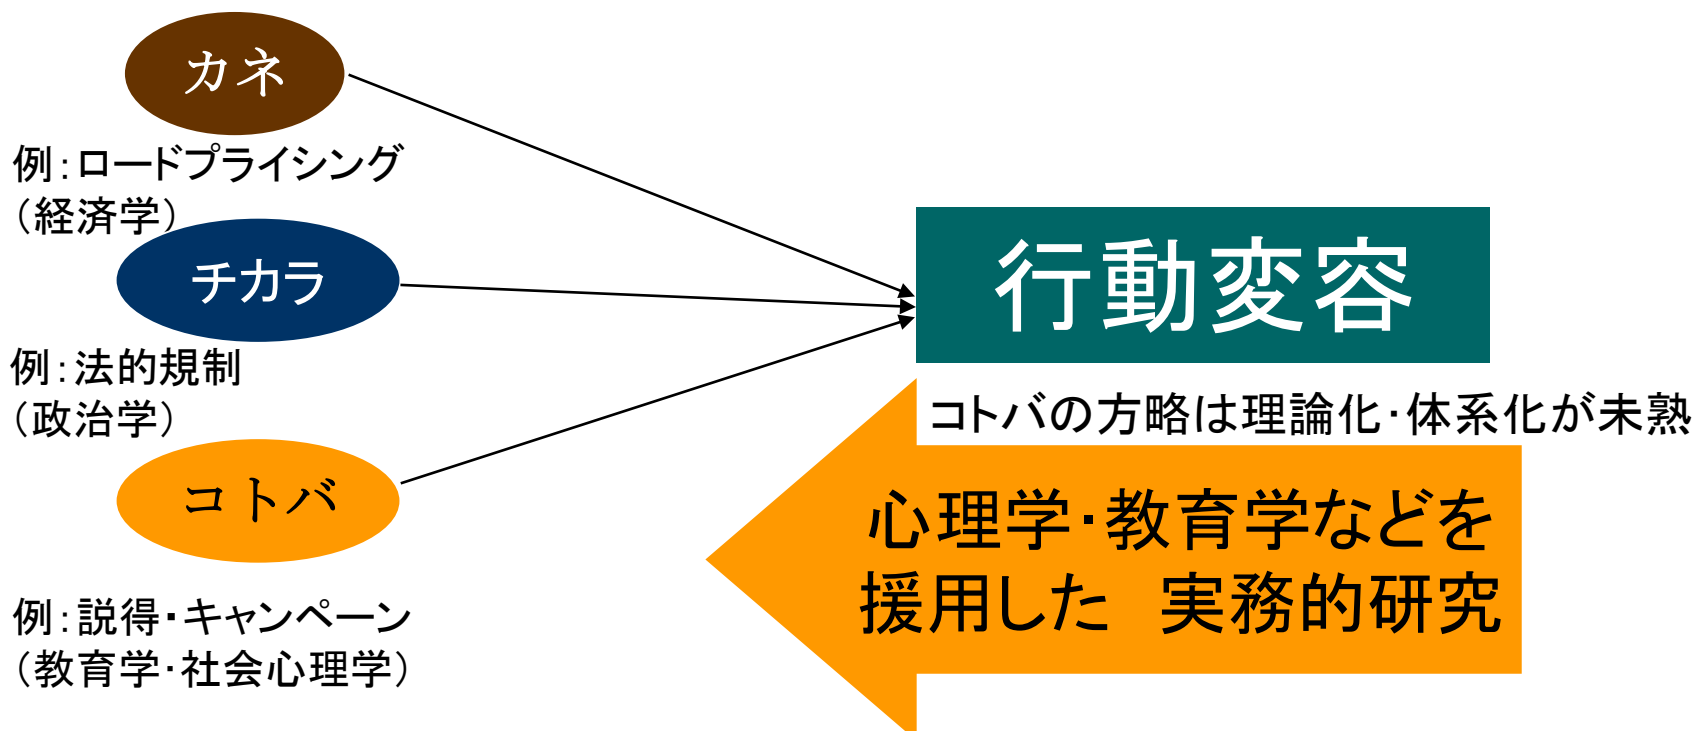 カネ
例：ロードプライシング
（経済学）
チカラ
例：法的規制
（政治学）
コトバ
例：説得・キャンペーン
（教育学・社会心理学）
行動変容
コトバの方略は理論化・体系化が未熟
心理学・教育学などを
援用した　実務的研究